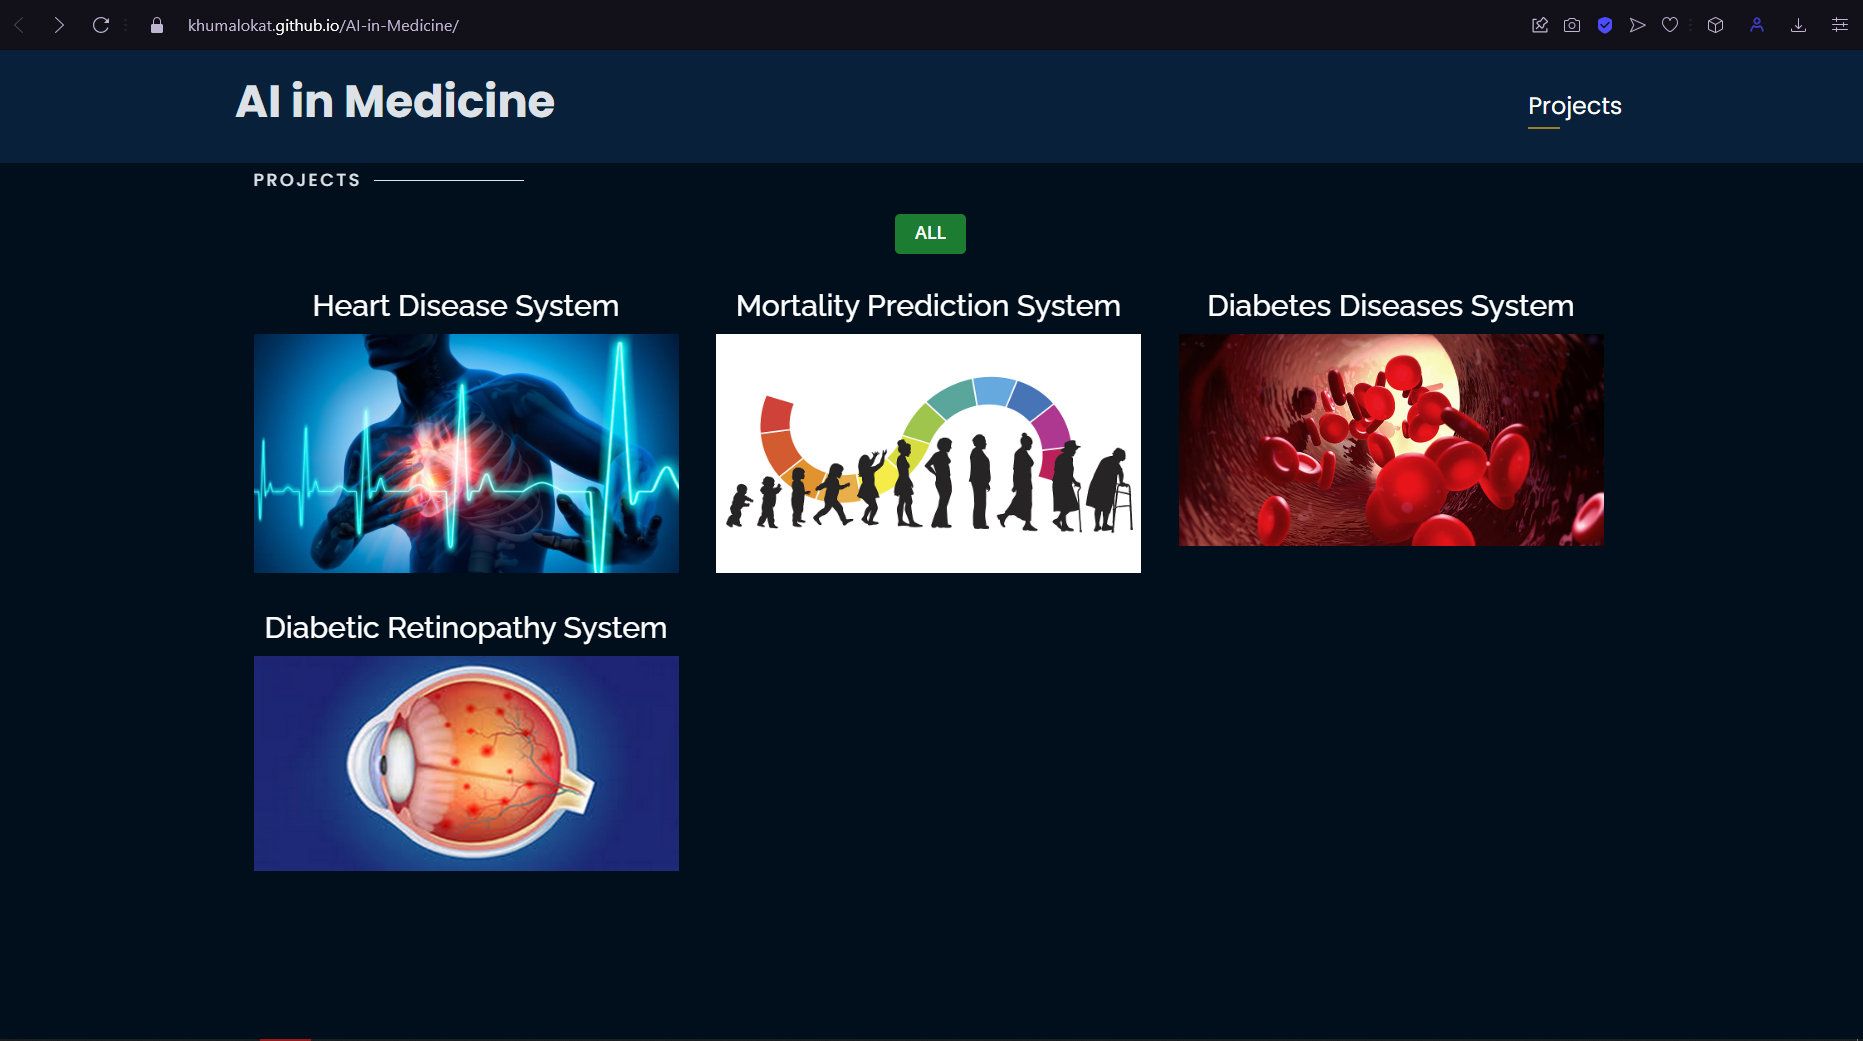 khumalokat.github.io/AI-in-Medicine/
AI in Medicine
Projects
PROJECTS
ALL
Heart Disease System
Mortality Prediction System
Diabetes Diseases System
Diabetic Retinopathy System